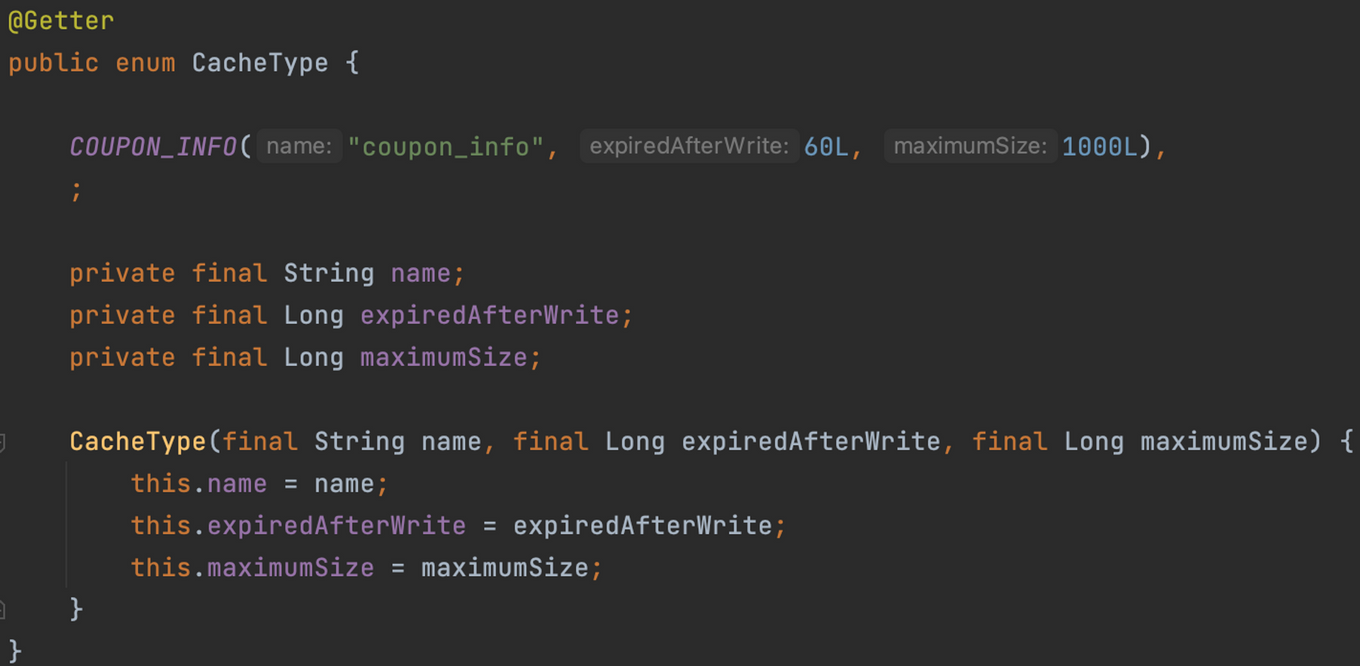 @Getter
public enum CacheType {
COUPON_INFO( name: "coupon_info", expiredAfterWrite: 60L, maximumSize: 1000L),
;
private final String name;
private final Long expiredAfterWrite;
private final Long maximumSize;
CacheType(final String name, final Long expiredAfterWrite, final Long maximumSize) {
this.name = name;
this.expiredAfterWrite = expiredAfterWrite;
this.maximumSize = maximumSize;
}
}